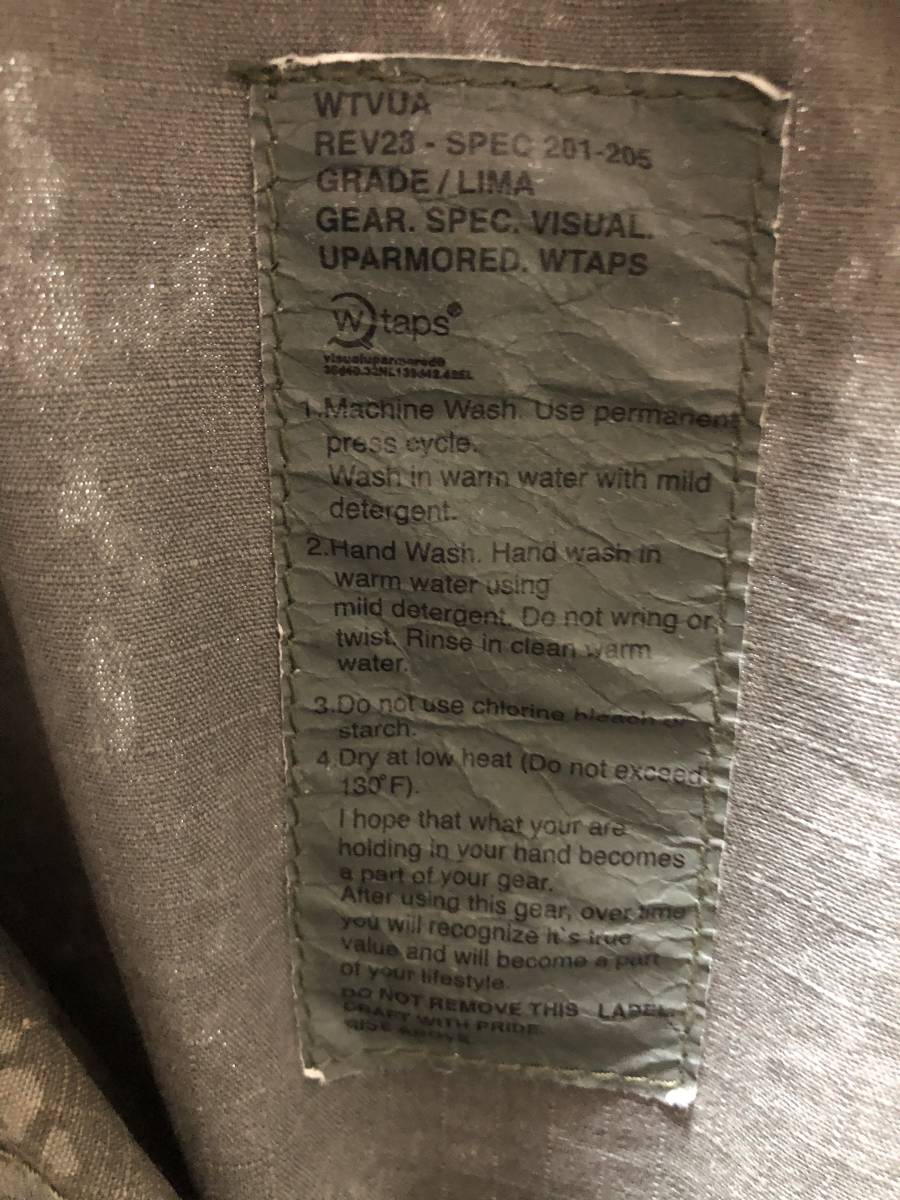 WTVUA
REV23 - SPEC 201-205
GRADE / LIMA
GEAR. SPEC. VISUAL.
UPARMORED. WTAPS
Wtaps®
visualuparmored®
1.Machine Wash. Use permanent
press cycle.
Wash in warm water with mild
detergent.
2.Hand Wash. Hand wash in
warm water using
mild detergent. Do not wring or
twist. Rinse in clean warm
water.
3.Do not use chlorine bleach or
starch.
4.Dry at low heat (Do not exceed
130°F).
I hope that what your are
holding in your hand becomes
a part of your gear.
After using this gear, over time
you will recognize it`s true
value and will become a part
of your lifestyle.
DO NOT REMOVE THIS LABEL.
CRAFT WITH PRIDE
RISE ABOVE